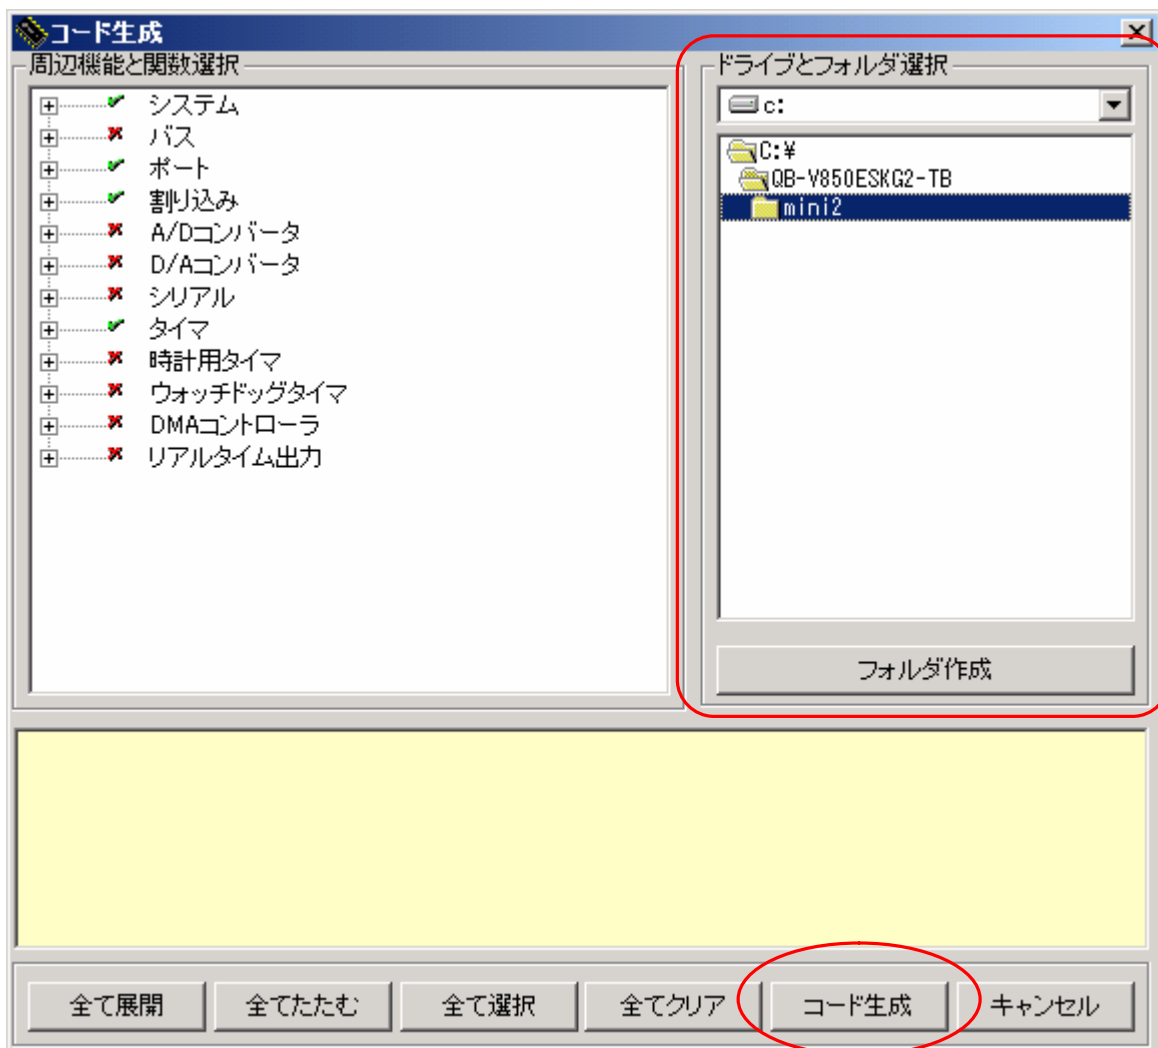 コード生成
周辺機能と関数選択
システム
バス
ポート
割り込み
A/Dコンバータ
D/Aコンバータ
シリアル
タイマ
時計用タイマ
ウォッチドッグタイマ
DMAコントローラ
リアルタイム出力
ドライブとフォルダ選択
c:
C:¥
QB-V850ESKG2-TB
mini2
フォルダ作成
全て展開 全てたたむ 全て選択 全てクリア コード生成 キャンセル